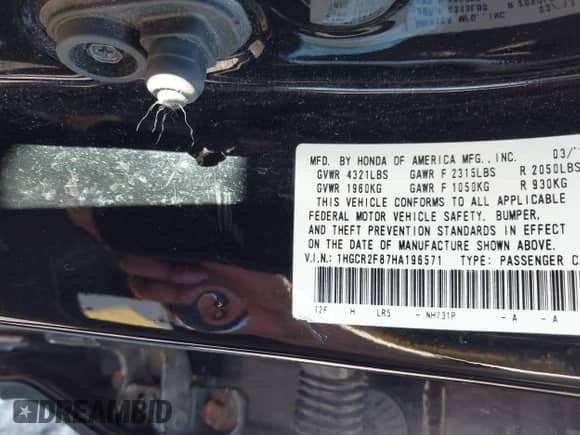 MFD. BY HONDA OF AMERICA MFG., INC. 03/
GVWR 4321LBS GAWR F 2315LBS R 2050LBS
GVWR 1960KG GAWR F 1050KG R 930KG
THIS VEHICLE CONFORMS TO ALL APPLICABLE
FEDERAL MOTOR VEHICLE SAFETY, BUMPER,
AND THEFT PREVENTION STANDARDS IN EFFECT
ON THE DATE OF MANUFACTURE SHOWN ABOVE.
V.I.N.: 1HGCR2F87HA196571 TYPE: PASSENGER C
T2F H LR5 - NH731P -A -A
DREAMBID